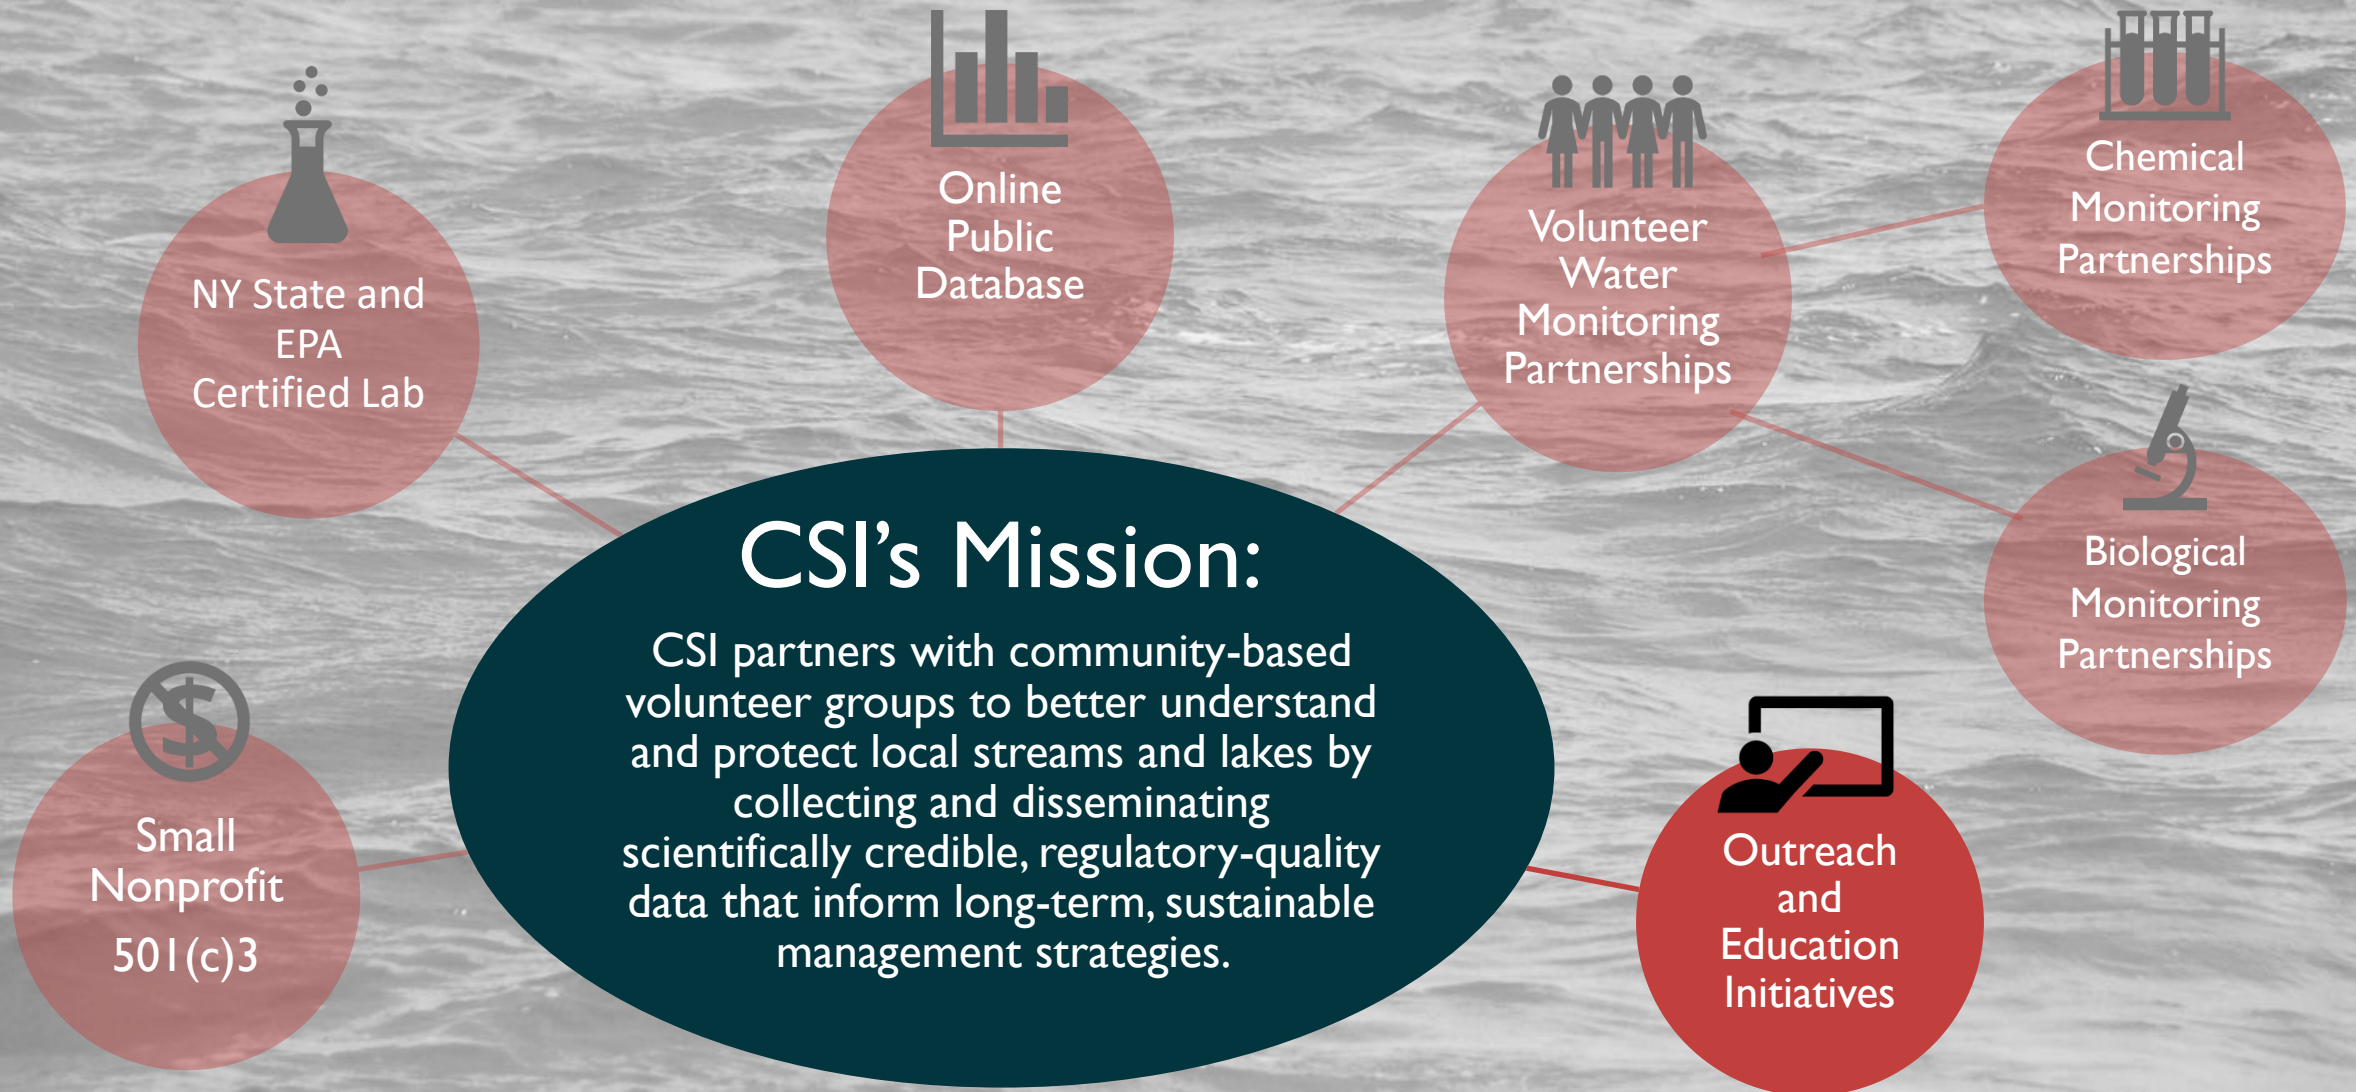 NY State and
EPA
Certified Lab
Online
Public
Database
Volunteer
Water
Monitoring
Partnerships
Chemical
Monitoring
Partnerships
Biological
Monitoring
Partnerships
Small
Nonprofit
501(c)3
CSI’s Mission:
CSI partners with community-based
volunteer groups to better understand
and protect local streams and lakes by
collecting and disseminating
scientifically credible, regulatory-quality
data that inform long-term, sustainable
management strategies.
Outreach
and
Education
Initiatives